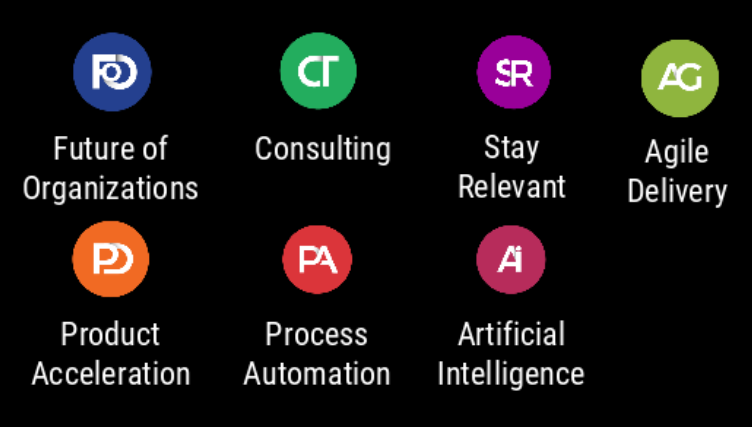 FO
CT
SR
AG
Future of
Organizations
Consulting
Stay
Relevant
Agile
Delivery
PD
PA
Ai
Product
Acceleration
Process
Automation
Artificial
Intelligence